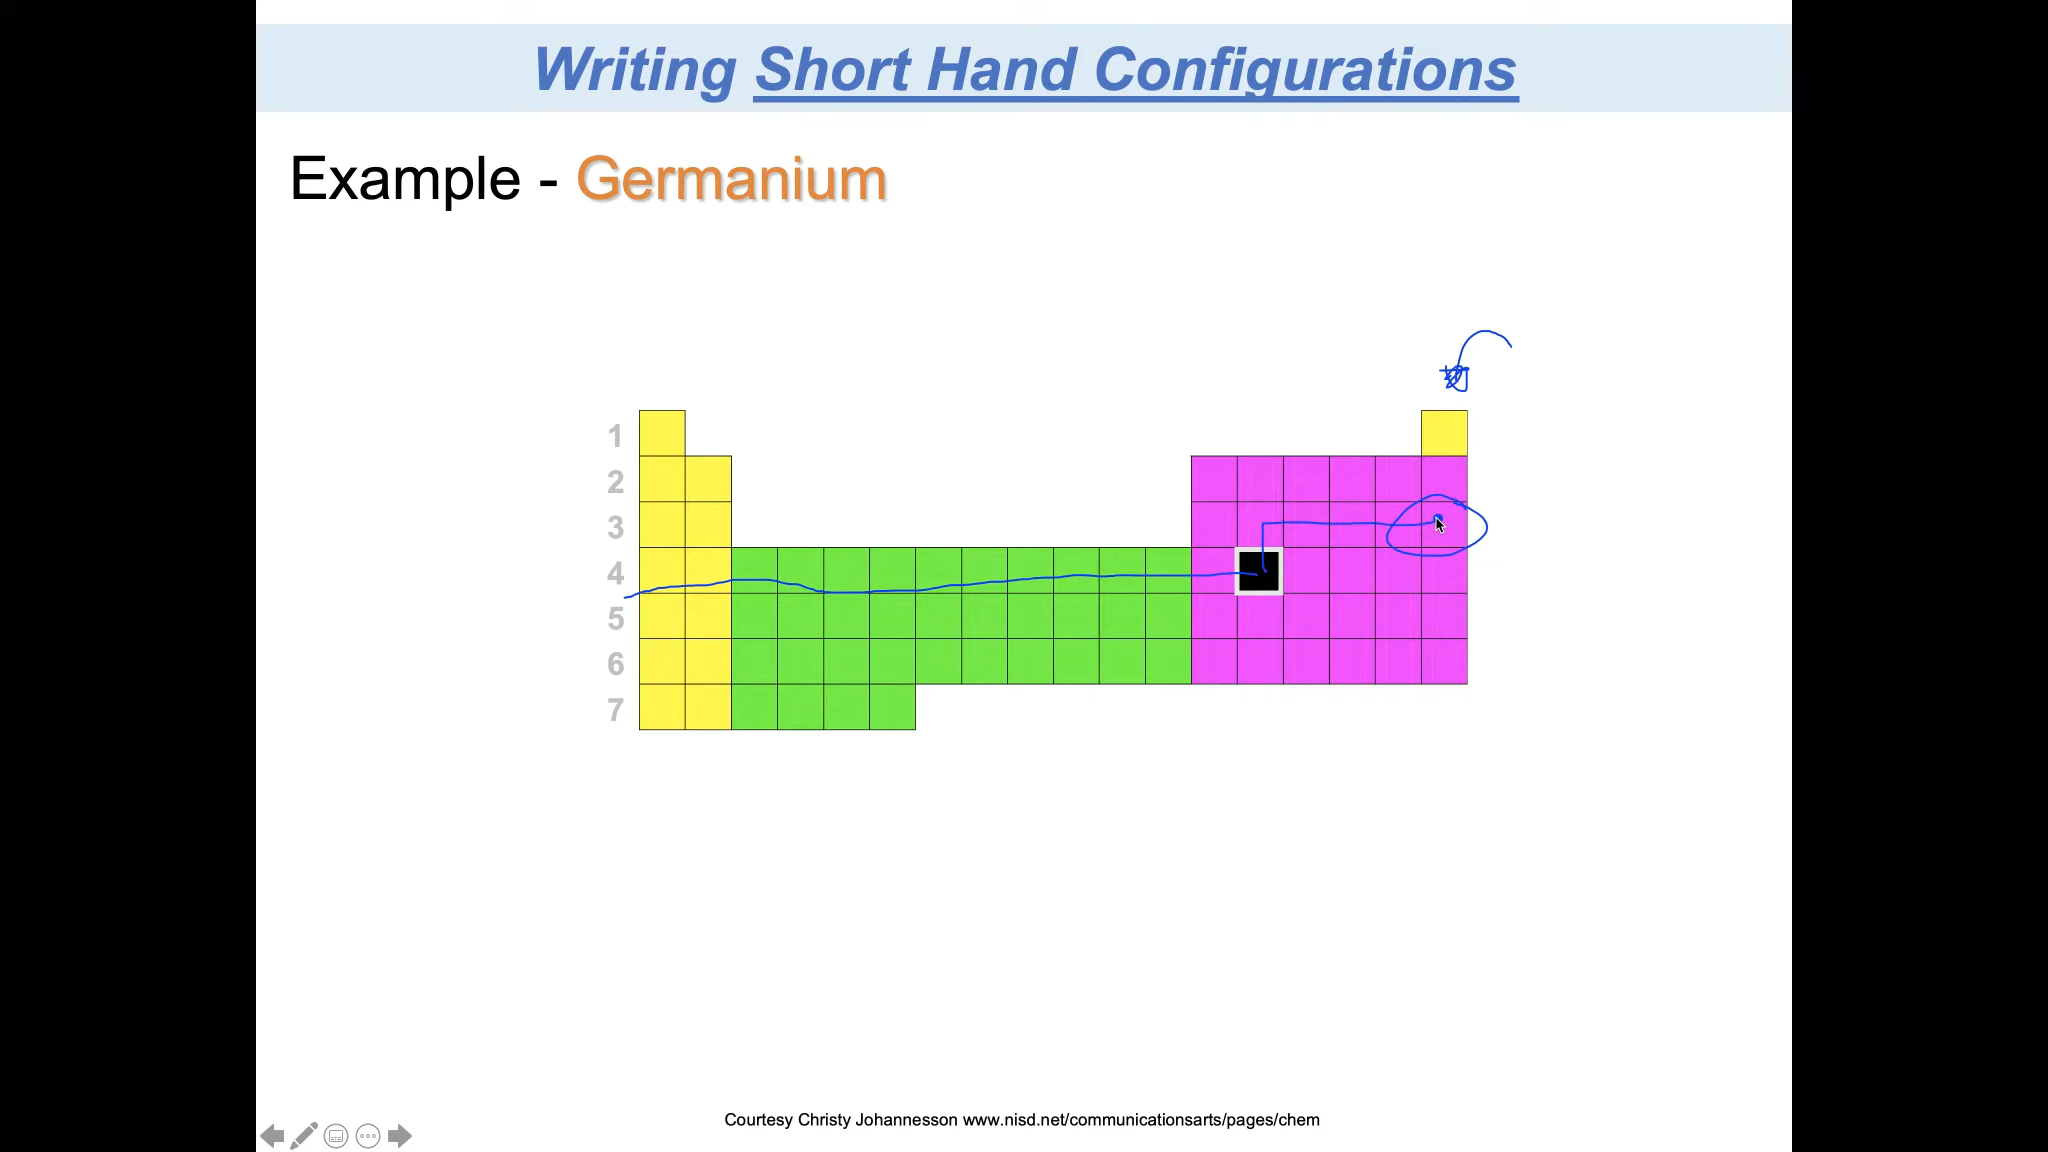 Writing Short Hand Configurations
Example - Germanium
1
2
3
4
5
6
7
Courtesy Christy Johannesson www.nisd.net/communicationsarts/pages/chem